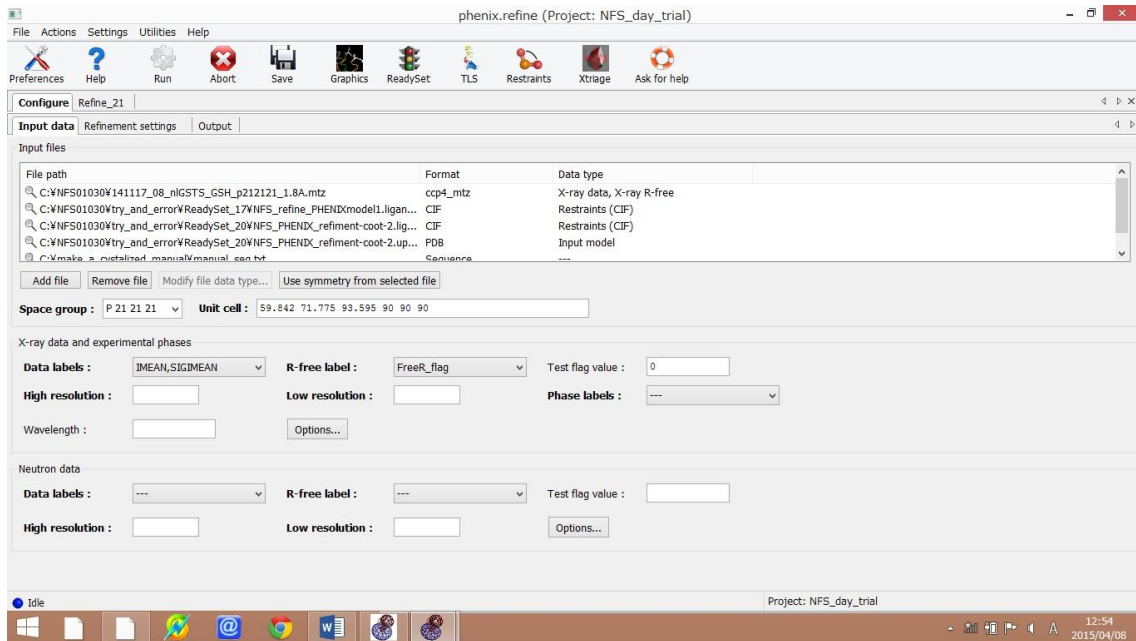 phenix.refine (Project: NFS_day_trial)
File Actions Settings Utilities Help
Preferences Help Run Abort Save Graphics ReadySet TLS Restraints Xtriage Ask for help
Configure Refine_21
Input data Refinement settings Output
Input files
File path Format Data type
C:¥NFS01030¥141117_08_nlGSTS_GSH_p212121_1.8A.mtz ccp4_mtz X-ray data, X-ray R-free
C:¥NFS01030¥try_and_error¥ReadySet_17¥NFS_refine_PHENIXmodel1.ligan... CIF Restraints (CIF)
C:¥NFS01030¥try_and_error¥ReadySet_20¥NFS_PHENIX_refiment-coot-2.lig... CIF Restraints (CIF)
C:¥NFS01030¥try_and_error¥ReadySet_20¥NFS_PHENIX_refiment-coot-2.up... PDB Input model
C:¥make_a_cystalized_manual¥manual_seq.txt Sequence ---
Add file Remove file Modify file data type... Use symmetry from selected file
Space group : P 21 21 21 Unit cell : 59.842 71.775 93.595 90 90 90
X-ray data and experimental phases
Data labels : IMEAN,SIGIMEAN R-free label : FreeR_flag Test flag value : 0
High resolution : Low resolution : Phase labels : ---
Wavelength : Options...
Neutron data
Data labels : --- R-free label : --- Test flag value :
High resolution : Low resolution : Options...
Idle Project: NFS_day_trial
A 12:54
2015/04/08